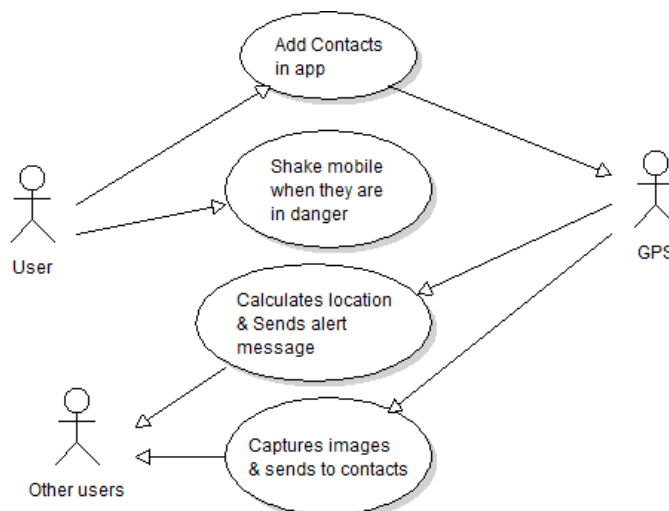 Add Contacts
in app
Shake mobile
when they are
in danger
User
GPS
Calculates location
& Sends alert
message
Captures images
& sends to contacts
Other users